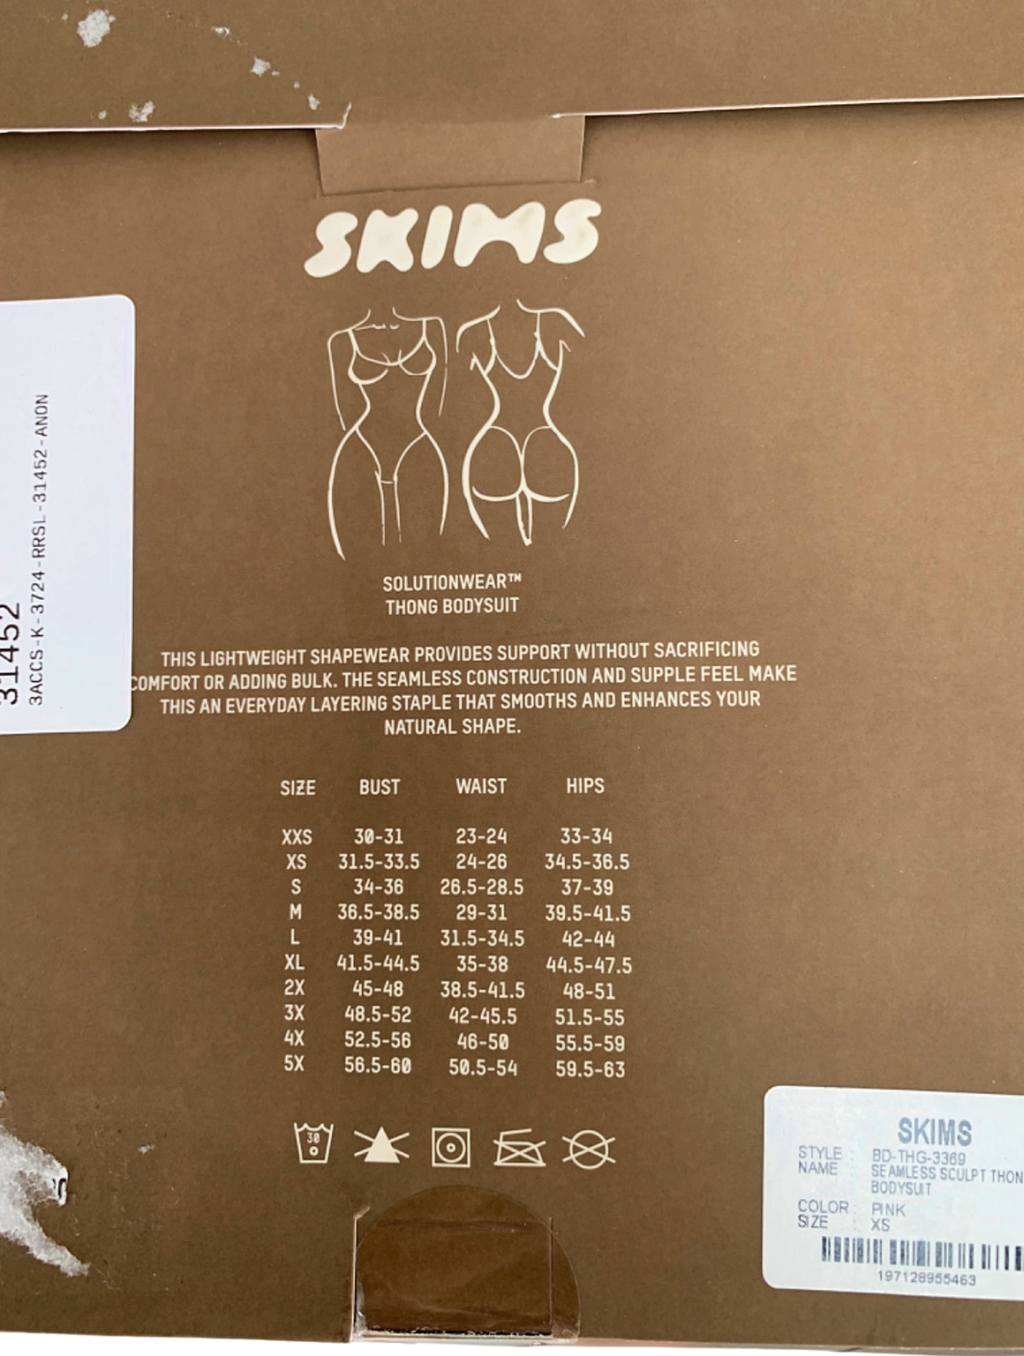 SKIMS
SOLUTIONWEAR™
THONG BODYSUIT
THIS LIGHTWEIGHT SHAPEWEAR PROVIDES SUPPORT WITHOUT SACRIFICING
COMFORT OR ADDING BULK. THE SEAMLESS CONSTRUCTION AND SUPPLE FEEL MAKE
THIS AN EVERYDAY LAYERING STAPLE THAT SMOOTHS AND ENHANCES YOUR
NATURAL SHAPE.
SIZE BUST WAIST HIPS
XXS 30-31 23-24 33-34
XS 31.5-33.5 24-26 34.5-36.5
S 34-36 26.5-28.5 37-39
M 36.5-38.5 29-31 39.5-41.5
L 39-41 31.5-34.5 42-44
XL 41.5-44.5 35-38 44.5-47.5
2X 45-48 38.5-41.5 48-51
3X 48.5-52 42-45.5 51.5-55
4X 52.5-56 46-50 55.5-59
5X 56.5-60 50.5-54 59.5-63
30
31452
3ACCS-K-3724-RRSL-31452-ANON
SKIMS
STYLE : BD-THG-3369
NAME : SEAMLESS SCULPT THON
BODYSUIT
COLOR : PINK
SIZE : XS
197128955463